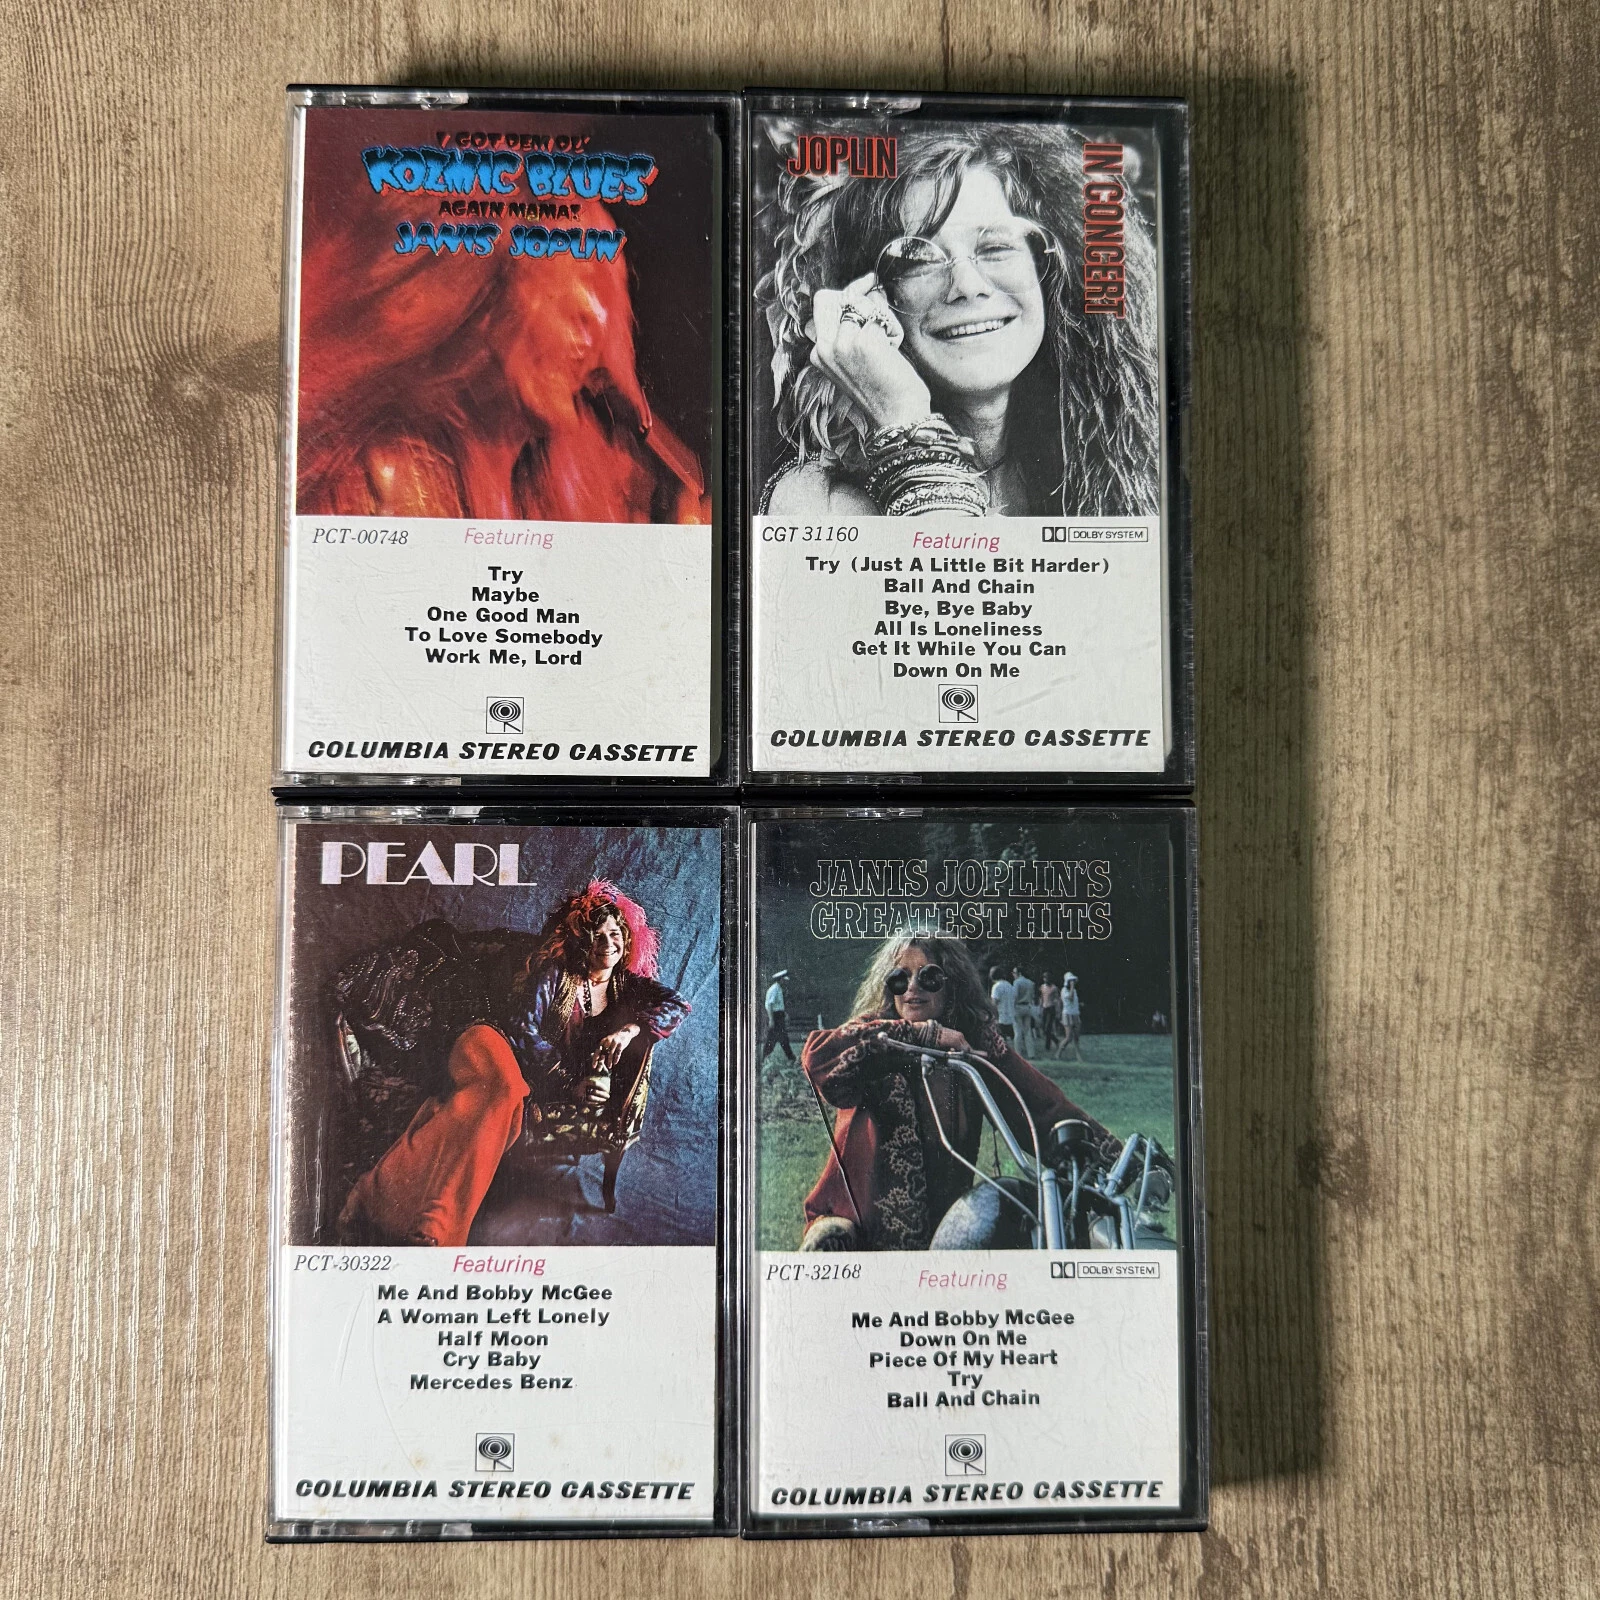 I GOT DEM OL'
KOZMIC BLUES
AGAIN MAMA!
JANIS JOPLIN
PCT-00748 Featuring
Try
Maybe
One Good Man
To Love Somebody
Work Me, Lord
COLUMBIA STEREO CASSETTE
JOPLIN
IN CONCERT
CGT 31160 Featuring DOLBY SYSTEM
Try (Just A Little Bit Harder)
Ball And Chain
Bye, Bye Baby
All Is Loneliness
Get It While You Can
Down On Me
COLUMBIA STEREO CASSETTE
PEARL
PCT-30322 Featuring
Me And Bobby McGee
A Woman Left Lonely
Half Moon
Cry Baby
Mercedes Benz
COLUMBIA STEREO CASSETTE
JANIS JOPLIN'S
GREATEST HITS
PCT-32168 Featuring DOLBY SYSTEM
Me And Bobby McGee
Down On Me
Piece Of My Heart
Try
Ball And Chain
COLUMBIA STEREO CASSETTE